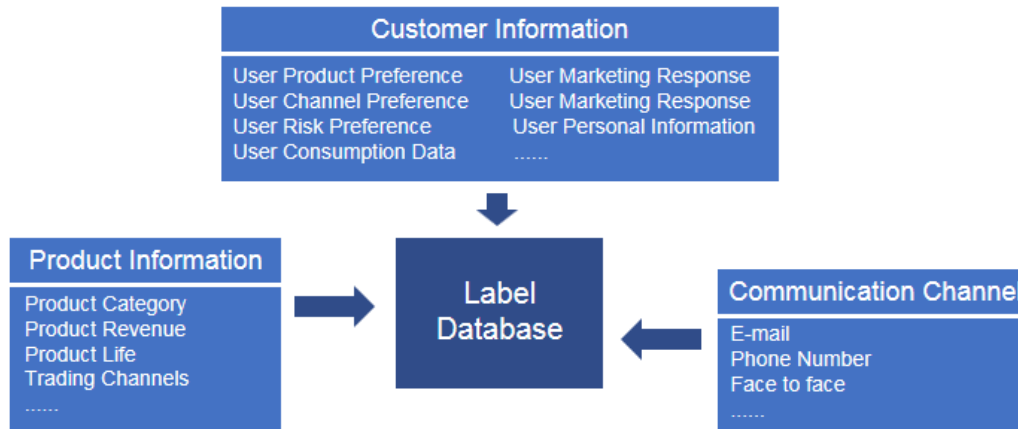 Customer Information
User Product Preference
User Channel Preference
User Risk Preference
User Consumption Data
User Marketing Response
User Marketing Response
User Personal Information
......
Product Information
Product Category
Product Revenue
Product Life
Trading Channels
......
Label
Database
Communication Channel
E-mail
Phone Number
Face to face
......